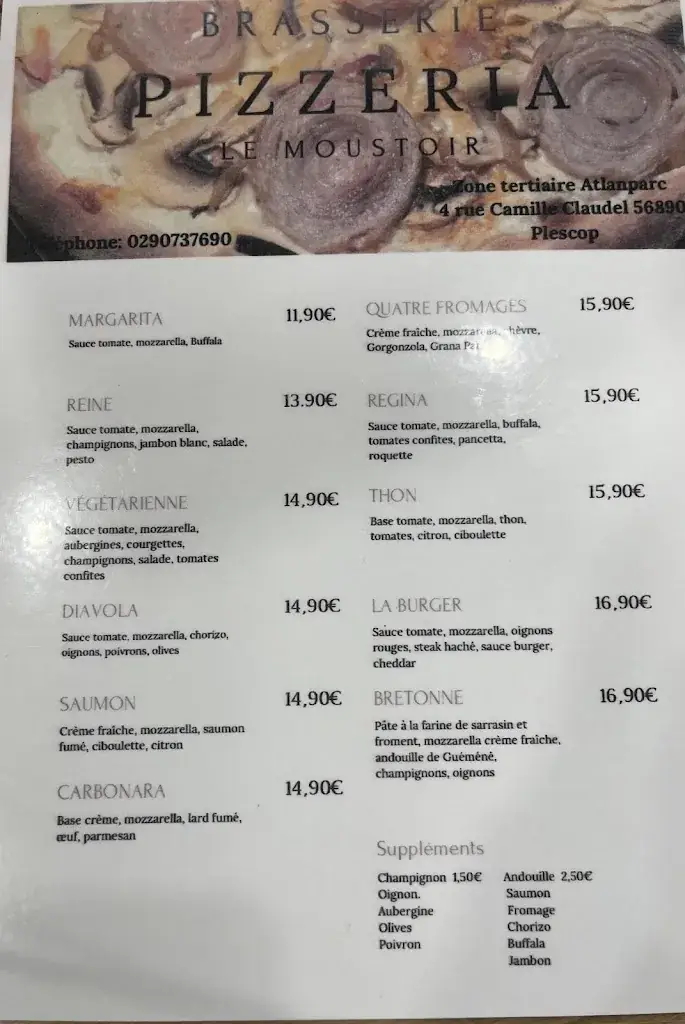 BRASSERIE
PIZZERIA
LE MOUSTOIR
Zone tertiaire Atlanparc
4 rue Camille Claudel 56890
Plescop
0290737690
MARGARITA 11,90€
Sauce tomate, mozzarella, Buffala
REINE 13.90€
Sauce tomate, mozzarella,
champignons, jambon blanc, salade,
pesto
VÉGÉTARIENNE 14,90€
Sauce tomate, mozzarella,
aubergines, courgettes,
champignons, salade, tomates
confites
DIAVOLA 14,90€
Sauce tomate, mozzarella, chorizo,
oignons, poivrons, olives
SAUMON 14,90€
Crème fraîche, mozzarella, saumon
fumé, ciboulette, citron
CARBONARA 14,90€
Base crème, mozzarella, lard fumé,
œuf, parmesan
QUATRE FROMAGES 15,90€
Crème fraîche, mozzarella, chèvre,
Gorgonzola, Grana
REGINA 15,90€
Sauce tomate, mozzarella, buffala,
tomates confites, pancetta,
roquette
THON 15,90€
Base tomate, mozzarella, thon,
tomates, citron, ciboulette
LA BURGER 16,90€
Sauce tomate, mozzarella, oignons
rouges, steak haché, sauce burger,
cheddar
BRETONNE 16,90€
Pâte à la farine de sarrasin et
froment, mozzarella crème fraîche,
andouille de Guéméné,
champignons, oignons
Suppléments
Champignon 1,50€
Oignon.
Aubergine
Olives
Poivron
Andouille 2,50€
Saumon
Fromage
Chorizo
Buffala
Jambon